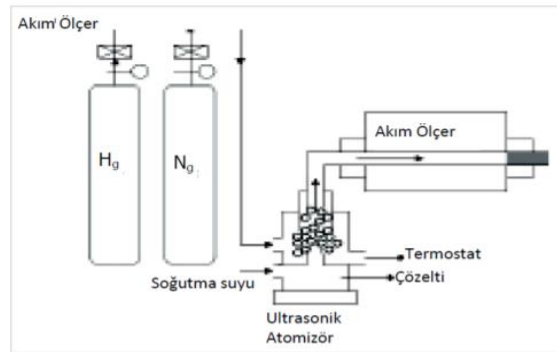 Akım Ölçer
Hg
Ng
Akım Ölçer
Termostat
Soğutma suyu
Çözelti
Ultrasonik
Atomizör